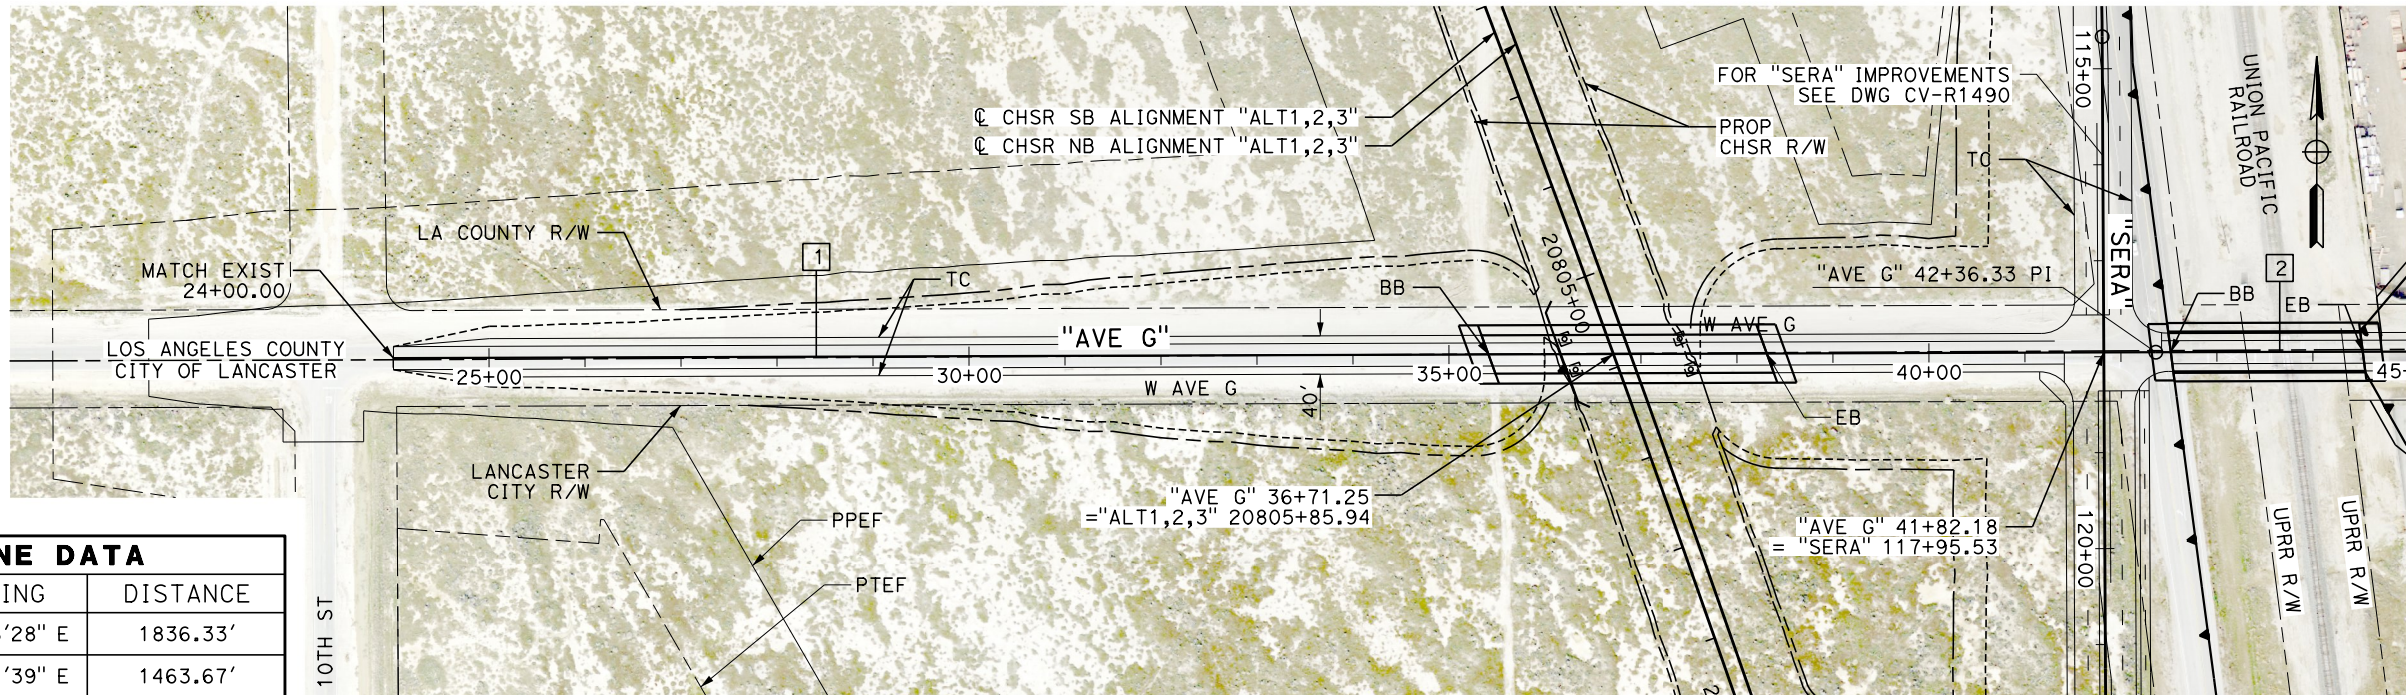 ℄ CHSR SB ALIGNMENT "ALT1,2,3"
℄ CHSR NB ALIGNMENT "ALT1,2,3"
FOR "SERA" IMPROVEMENTS
SEE DWG CV-R1490
PROP
CHSR R/W
115+00
UNION PACIFIC
RAILROAD
TC
"SERA"
LA COUNTY R/W
MATCH EXIST
24+00.00
1
TC
BB
20805+00
"AVE G" 42+36.33 PI
2
BB
EB
LOS ANGELES COUNTY
CITY OF LANCASTER
"AVE G"
W AVE G
25+00
30+00
35+00
40+00
45+
W AVE G
40'
EB
LANCASTER
CITY R/W
"AVE G" 36+71.25
="ALT1,2,3" 20805+85.94
"AVE G" 41+82.18
= "SERA" 117+95.53
120+00
UPRR R/W
UPRR R/W
PPEF
PTEF
10TH ST
NE DATA
ING
DISTANCE
'28" E
1836.33'
'39" E
1463.67'